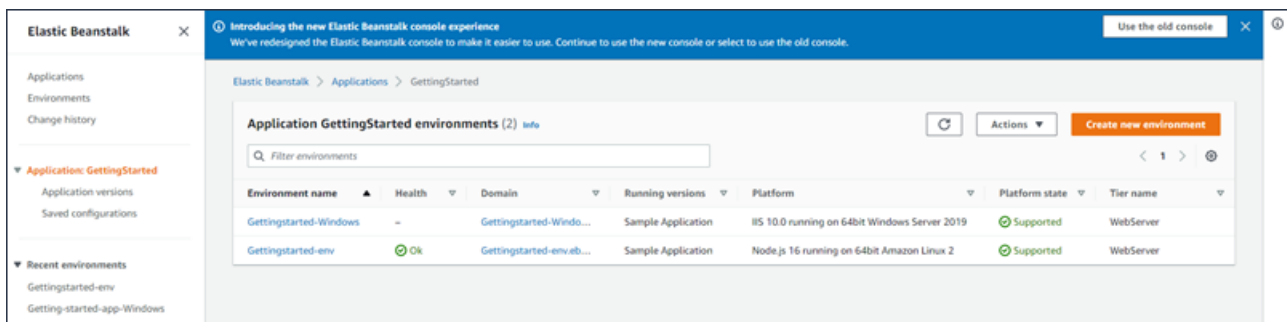 Elastic Beanstalk
Applications
Environments
Change history
Application: GettingStarted
Application versions
Saved configurations
Recent environments
Gettingstarted-env
Getting-started-app-Windows
Introducing the new Elastic Beanstalk console experience
We've redesigned the Elastic Beanstalk console to make it easier to use. Continue to use the new console or select to use the old console.
Use the old console
Elastic Beanstalk > Applications > GettingStarted
Application GettingStarted environments (2) Info
Actions
Create new environment
Filter environments
< 1 >
Environment name Health Domain Running versions Platform Platform state Tier name
Gettingstarted-Windows – Gettingstarted-Windo... Sample Application IIS 10.0 running on 64bit Windows Server 2019 Supported WebServer
Gettingstarted-env Ok Gettingstarted-env.eb... Sample Application Node.js 16 running on 64bit Amazon Linux 2 Supported WebServer